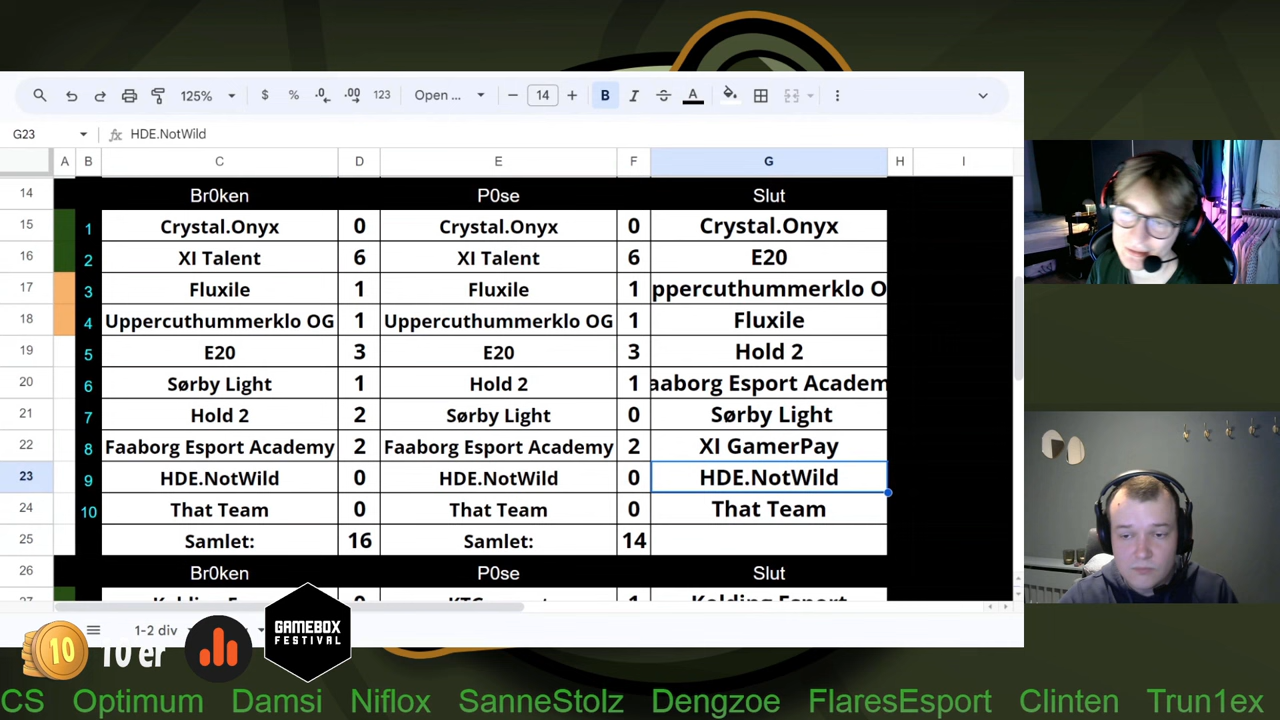 125% $ % .0 .00 123 Open ... 14 B I A
G23 HDE.NotWild
A B C D E F G H I
14 Br0ken P0se Slut
15 1 Crystal.Onyx 0 Crystal.Onyx 0 Crystal.Onyx
16 2 XI Talent 6 XI Talent 6 E20
17 3 Fluxile 1 Fluxile 1 ppercuthummerklo O
18 4 Uppercuthummerklo OG 1 Uppercuthummerklo OG 1 Fluxile
19 5 E20 3 E20 3 Hold 2
20 6 Sørby Light 1 Hold 2 1 aaborg Esport Academ
21 7 Hold 2 2 Sørby Light 0 Sørby Light
22 8 Faaborg Esport Academy 2 Faaborg Esport Academy 2 XI GamerPay
23 9 HDE.NotWild 0 HDE.NotWild 0 HDE.NotWild
24 10 That Team 0 That Team 0 That Team
25 Samlet: 16 Samlet: 14
26 Br0ken P0se Slut
1-2 div
10 10 er
GAMEBOX
FESTIVAL
CS Optimum Damsi Niflox SanneStolz Dengzoe FlaresEsport Clinten Trun1ex